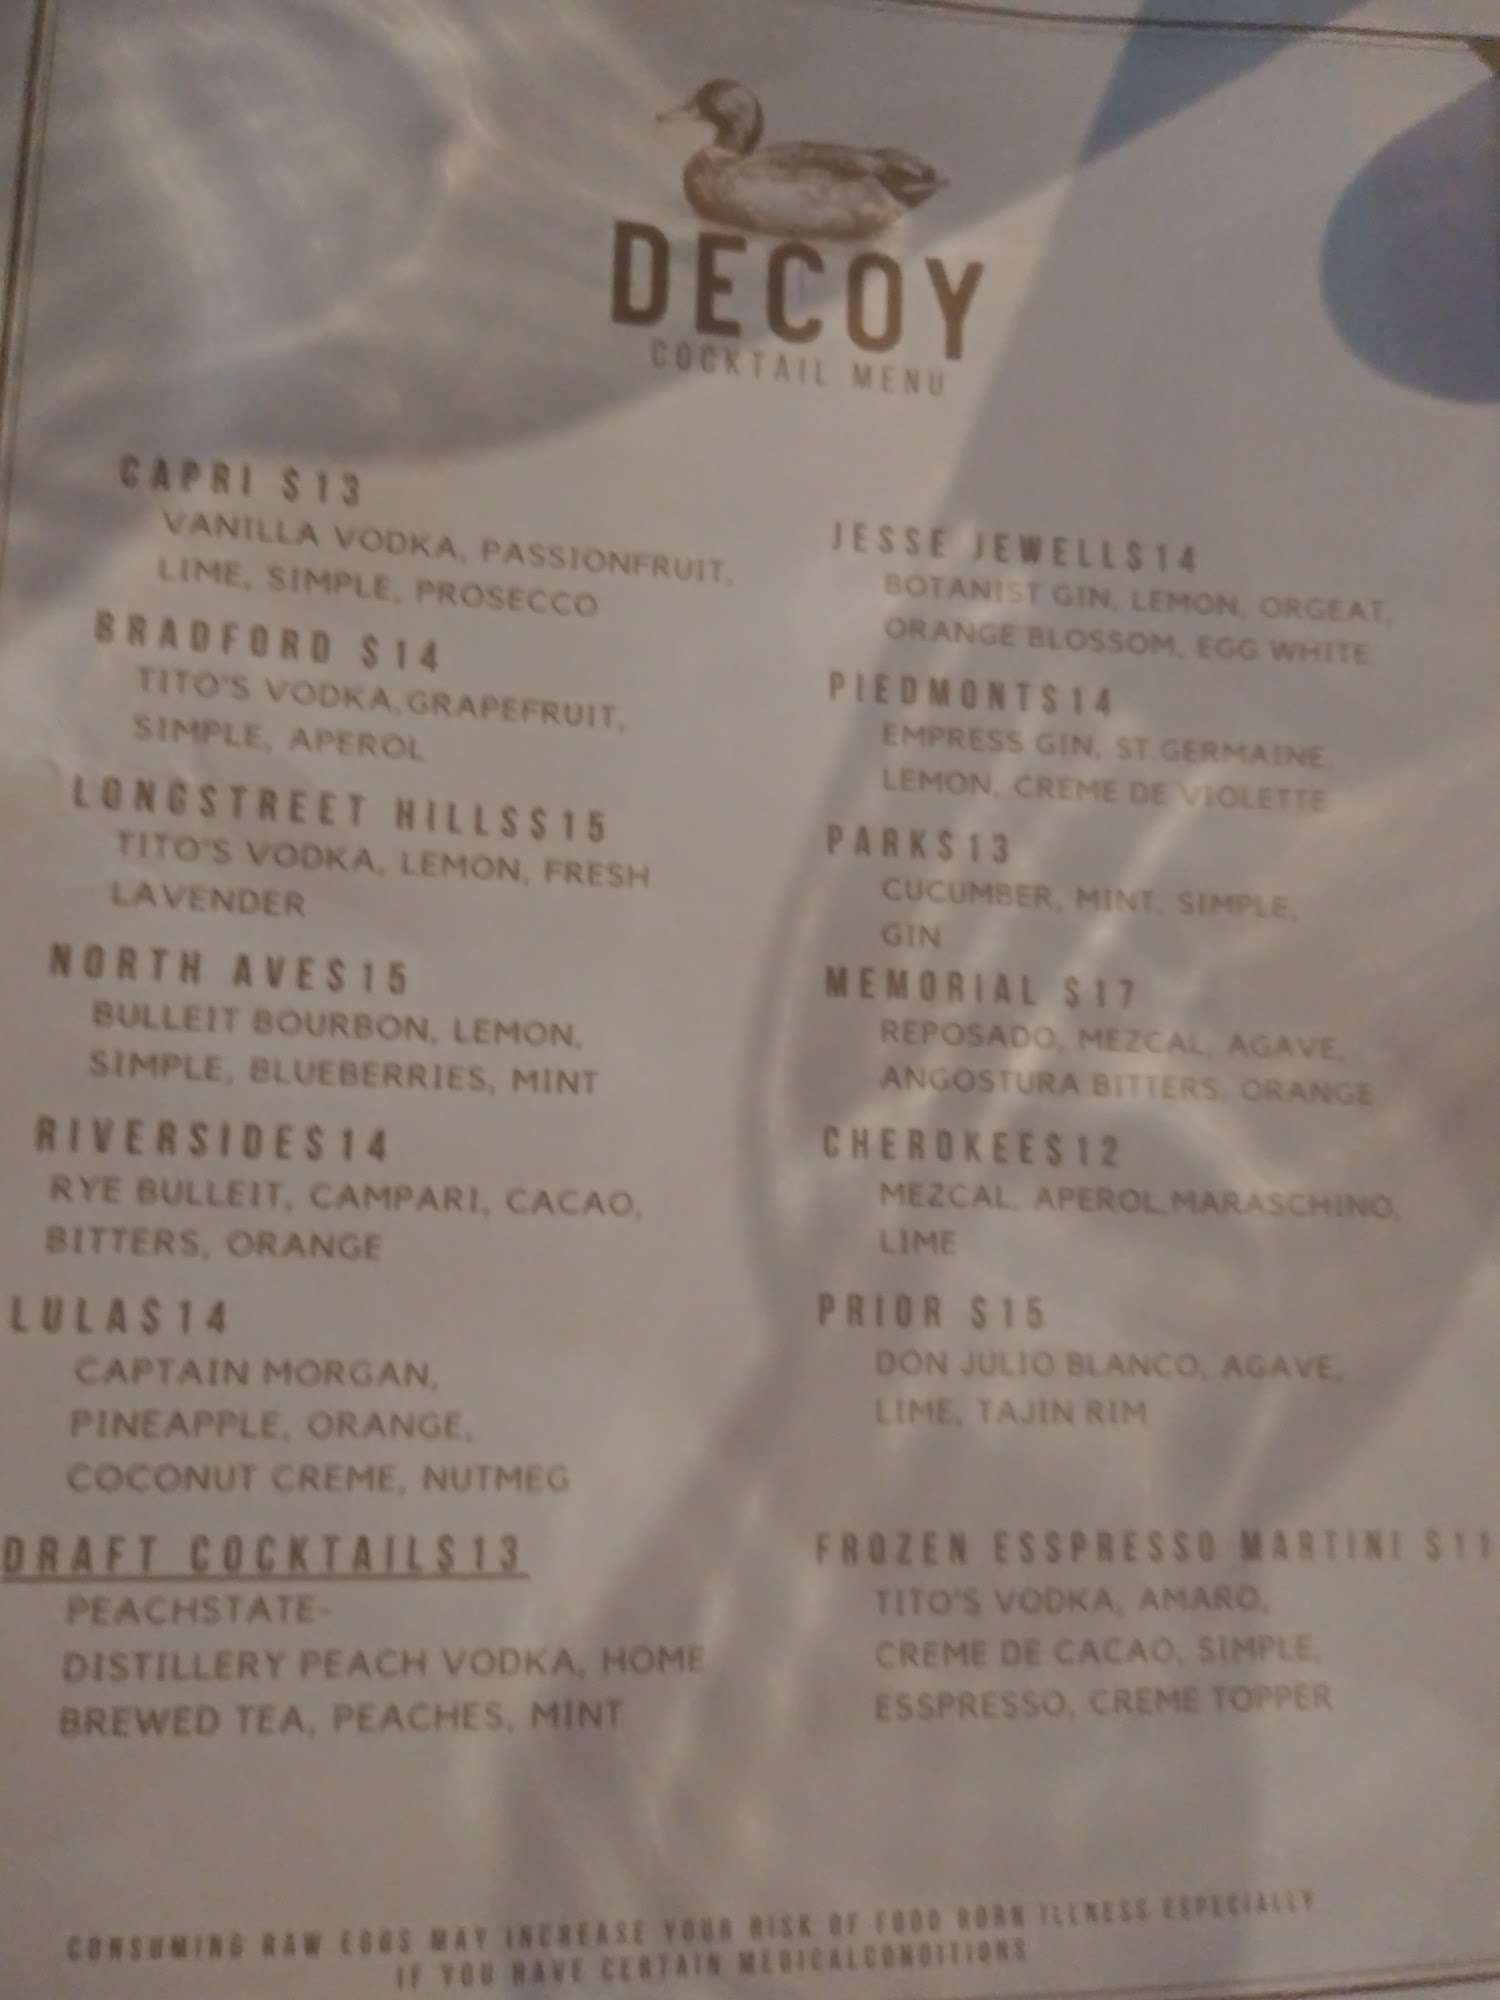 DECOY
COCKTAIL MENU
CAPRI $13
VANILLA VODKA, PASSIONFRUIT,
LIME, SIMPLE, PROSECCO
BRADFORD $14
TITO'S VODKA,GRAPEFRUIT,
SIMPLE, APEROL
LONGSTREET HILLS$15
TITO'S VODKA, LEMON, FRESH
LAVENDER
NORTH AVE$15
BULLEIT BOURBON, LEMON,
SIMPLE, BLUEBERRIES, MINT
RIVERSIDE$14
RYE BULLEIT, CAMPARI, CACAO,
BITTERS, ORANGE
LULA$14
CAPTAIN MORGAN,
PINEAPPLE, ORANGE,
COCONUT CREME, NUTMEG
DRAFT COCKTAIL$13
PEACHSTATE-
DISTILLERY PEACH VODKA, HOME
BREWED TEA, PEACHES, MINT
JESSE JEWELL$14
BOTANIST GIN, LEMON, ORGEAT,
ORANGE BLOSSOM, EGG WHITE
PIEDMONT$14
EMPRESS GIN, ST.GERMAINE,
LEMON, CREME DE VIOLETTE
PARK$13
CUCUMBER, MINT, SIMPLE,
GIN
MEMORIAL $17
REPOSADO, MEZCAL, AGAVE,
ANGOSTURA BITTERS, ORANGE
CHEROKEE$12
MEZCAL, APEROL,MARASCHINO,
LIME
PRIOR $15
DON JULIO BLANCO, AGAVE,
LIME, TAJIN RIM
FROZEN ESSPRESSO MARTINI $11
TITO'S VODKA, AMARO,
CREME DE CACAO, SIMPLE,
ESSPRESSO, CREME TOPPER
CONSUMING RAW EGGS MAY INCREASE YOUR RISK OF FOOD BORN ILLNESS ESPECIALLY
IF YOU HAVE CERTAIN MEDICALCONDITIONS